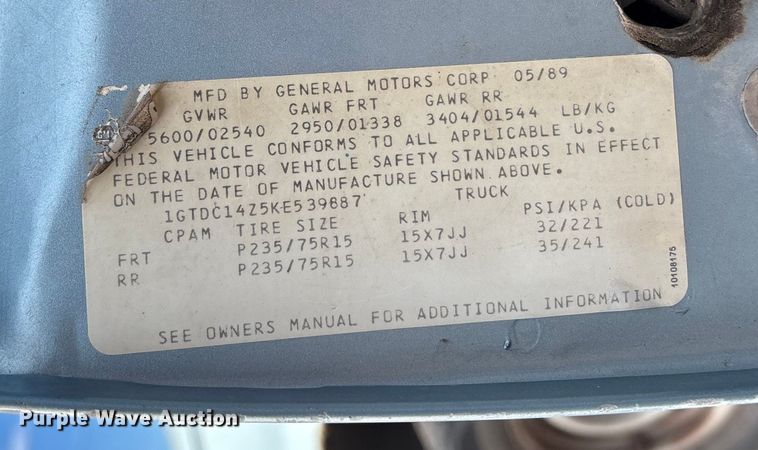 MFD BY GENERAL MOTORS CORP 05/89
GVWR GAWR FRT GAWR RR
5600/02540 2950/01338 3404/01544 LB/KG
THIS VEHICLE CONFORMS TO ALL APPLICABLE U.S.
FEDERAL MOTOR VEHICLE SAFETY STANDARDS IN EFFECT
ON THE DATE OF MANUFACTURE SHOWN ABOVE.
1GTDC14Z5KE539887 TRUCK
CPAM TIRE SIZE RIM PSI/KPA (COLD)
FRT P235/75R15 15X7JJ 32/221
RR P235/75R15 15X7JJ 35/241
SEE OWNERS MANUAL FOR ADDITIONAL INFORMATION
10108175
GM
Purple Wave Auction